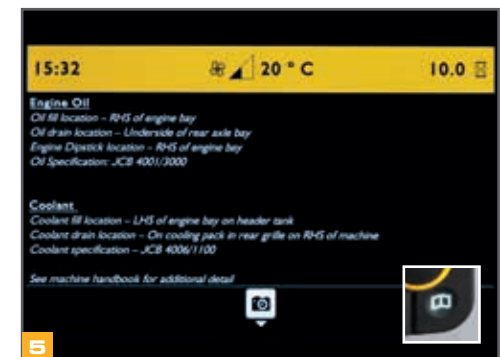 15:32 20 ° C 10.0
Engine Oil
Oil fill location – RHS of engine bay
Oil drain location – Underside of rear axle bay
Engine Dipstick location – RHS of engine bay
Oil Specification: JCB 4001/3000
Coolant
Coolant fill location – LHS of engine bay on header tank
Coolant drain location – On cooling pack in rear grille on RHS of machine
Coolant specification – JCB 4006/1100
See machine handbook for additional detail
5